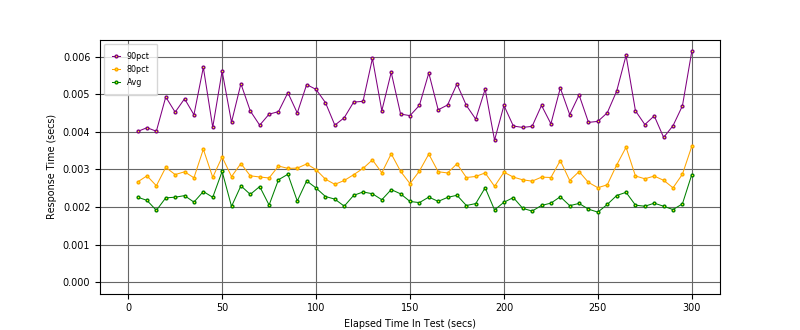 90pct
80pct
Avg
0.006
0.005
0.004
0.003
0.002
0.001
0.000
Response Time (secs)
0 50 100 150 200 250 300
Elapsed Time In Test (secs)